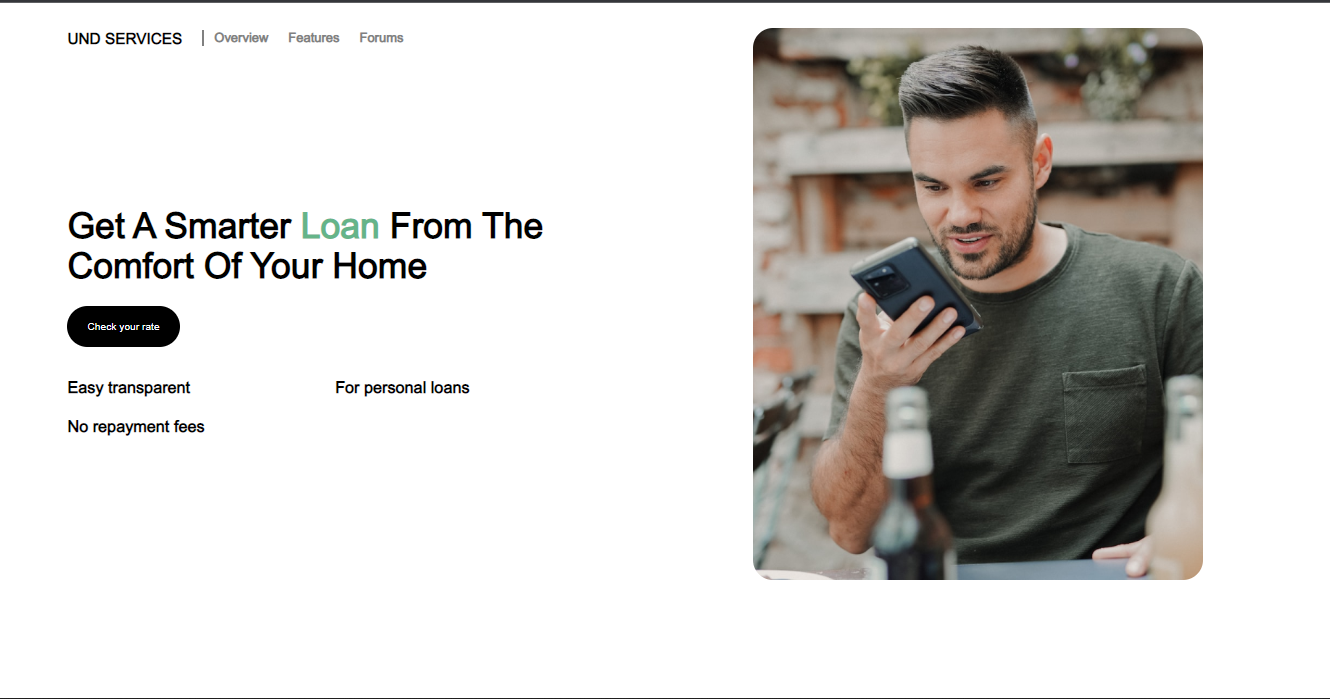 UND SERVICES
Overview
Features
Forums
Get A Smarter Loan From The
Comfort Of Your Home
Check your rate
Easy transparent
For personal loans
No repayment fees